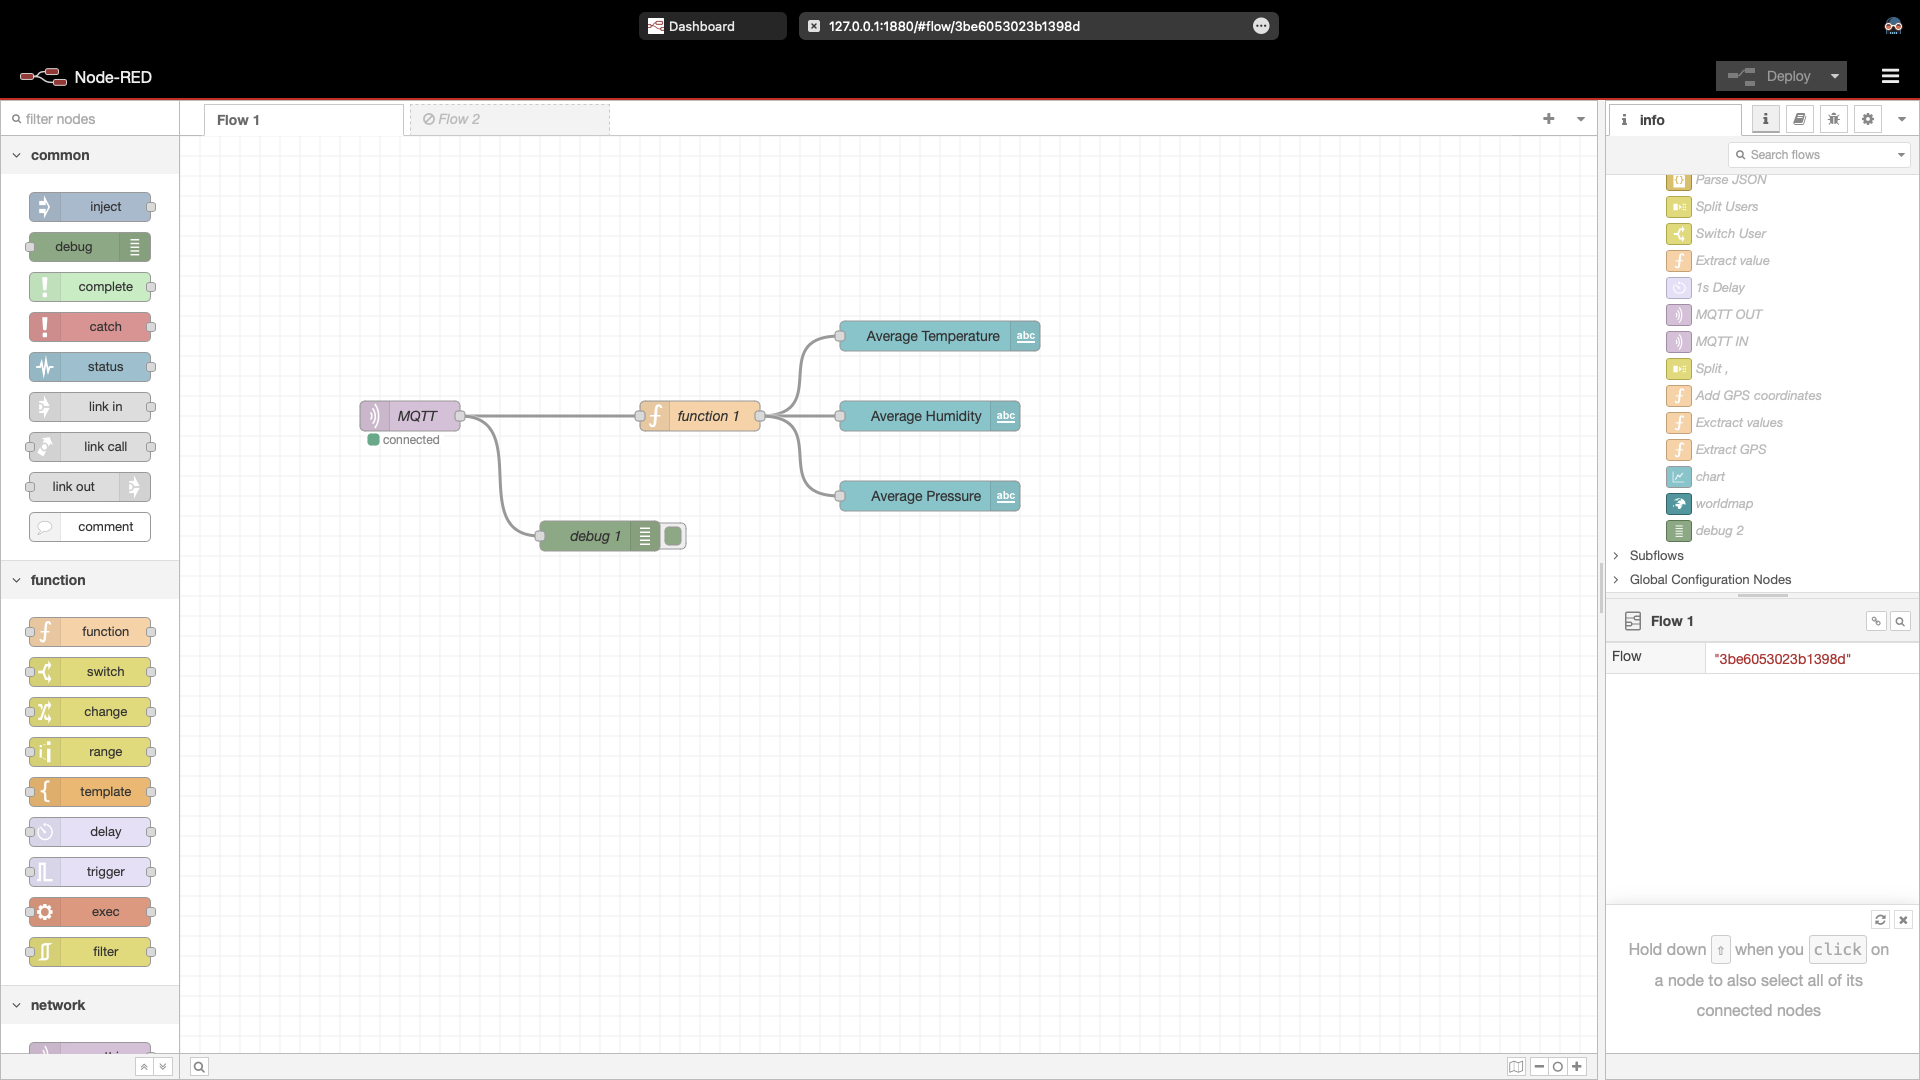 Dashboard
127.0.0.1:1880/#flow/3be6053023b1398d
Node-RED
Deploy
filter nodes
Flow 1
Flow 2
info
Search flows
common
inject
debug
complete
catch
status
link in
link call
link out
comment
function
function
switch
change
range
template
delay
trigger
exec
filter
network
MQTT
connected
function 1
debug 1
Average Temperature
abc
Average Humidity
abc
Average Pressure
abc
Parse JSON
Split Users
Switch User
Extract value
1s Delay
MQTT OUT
MQTT IN
Split ,
Add GPS coordinates
Exctract values
Extract GPS
chart
worldmap
debug 2
Subflows
Global Configuration Nodes
Flow 1
Flow "3be6053023b1398d"
Hold down ⇧ when you click on
a node to also select all of its
connected nodes